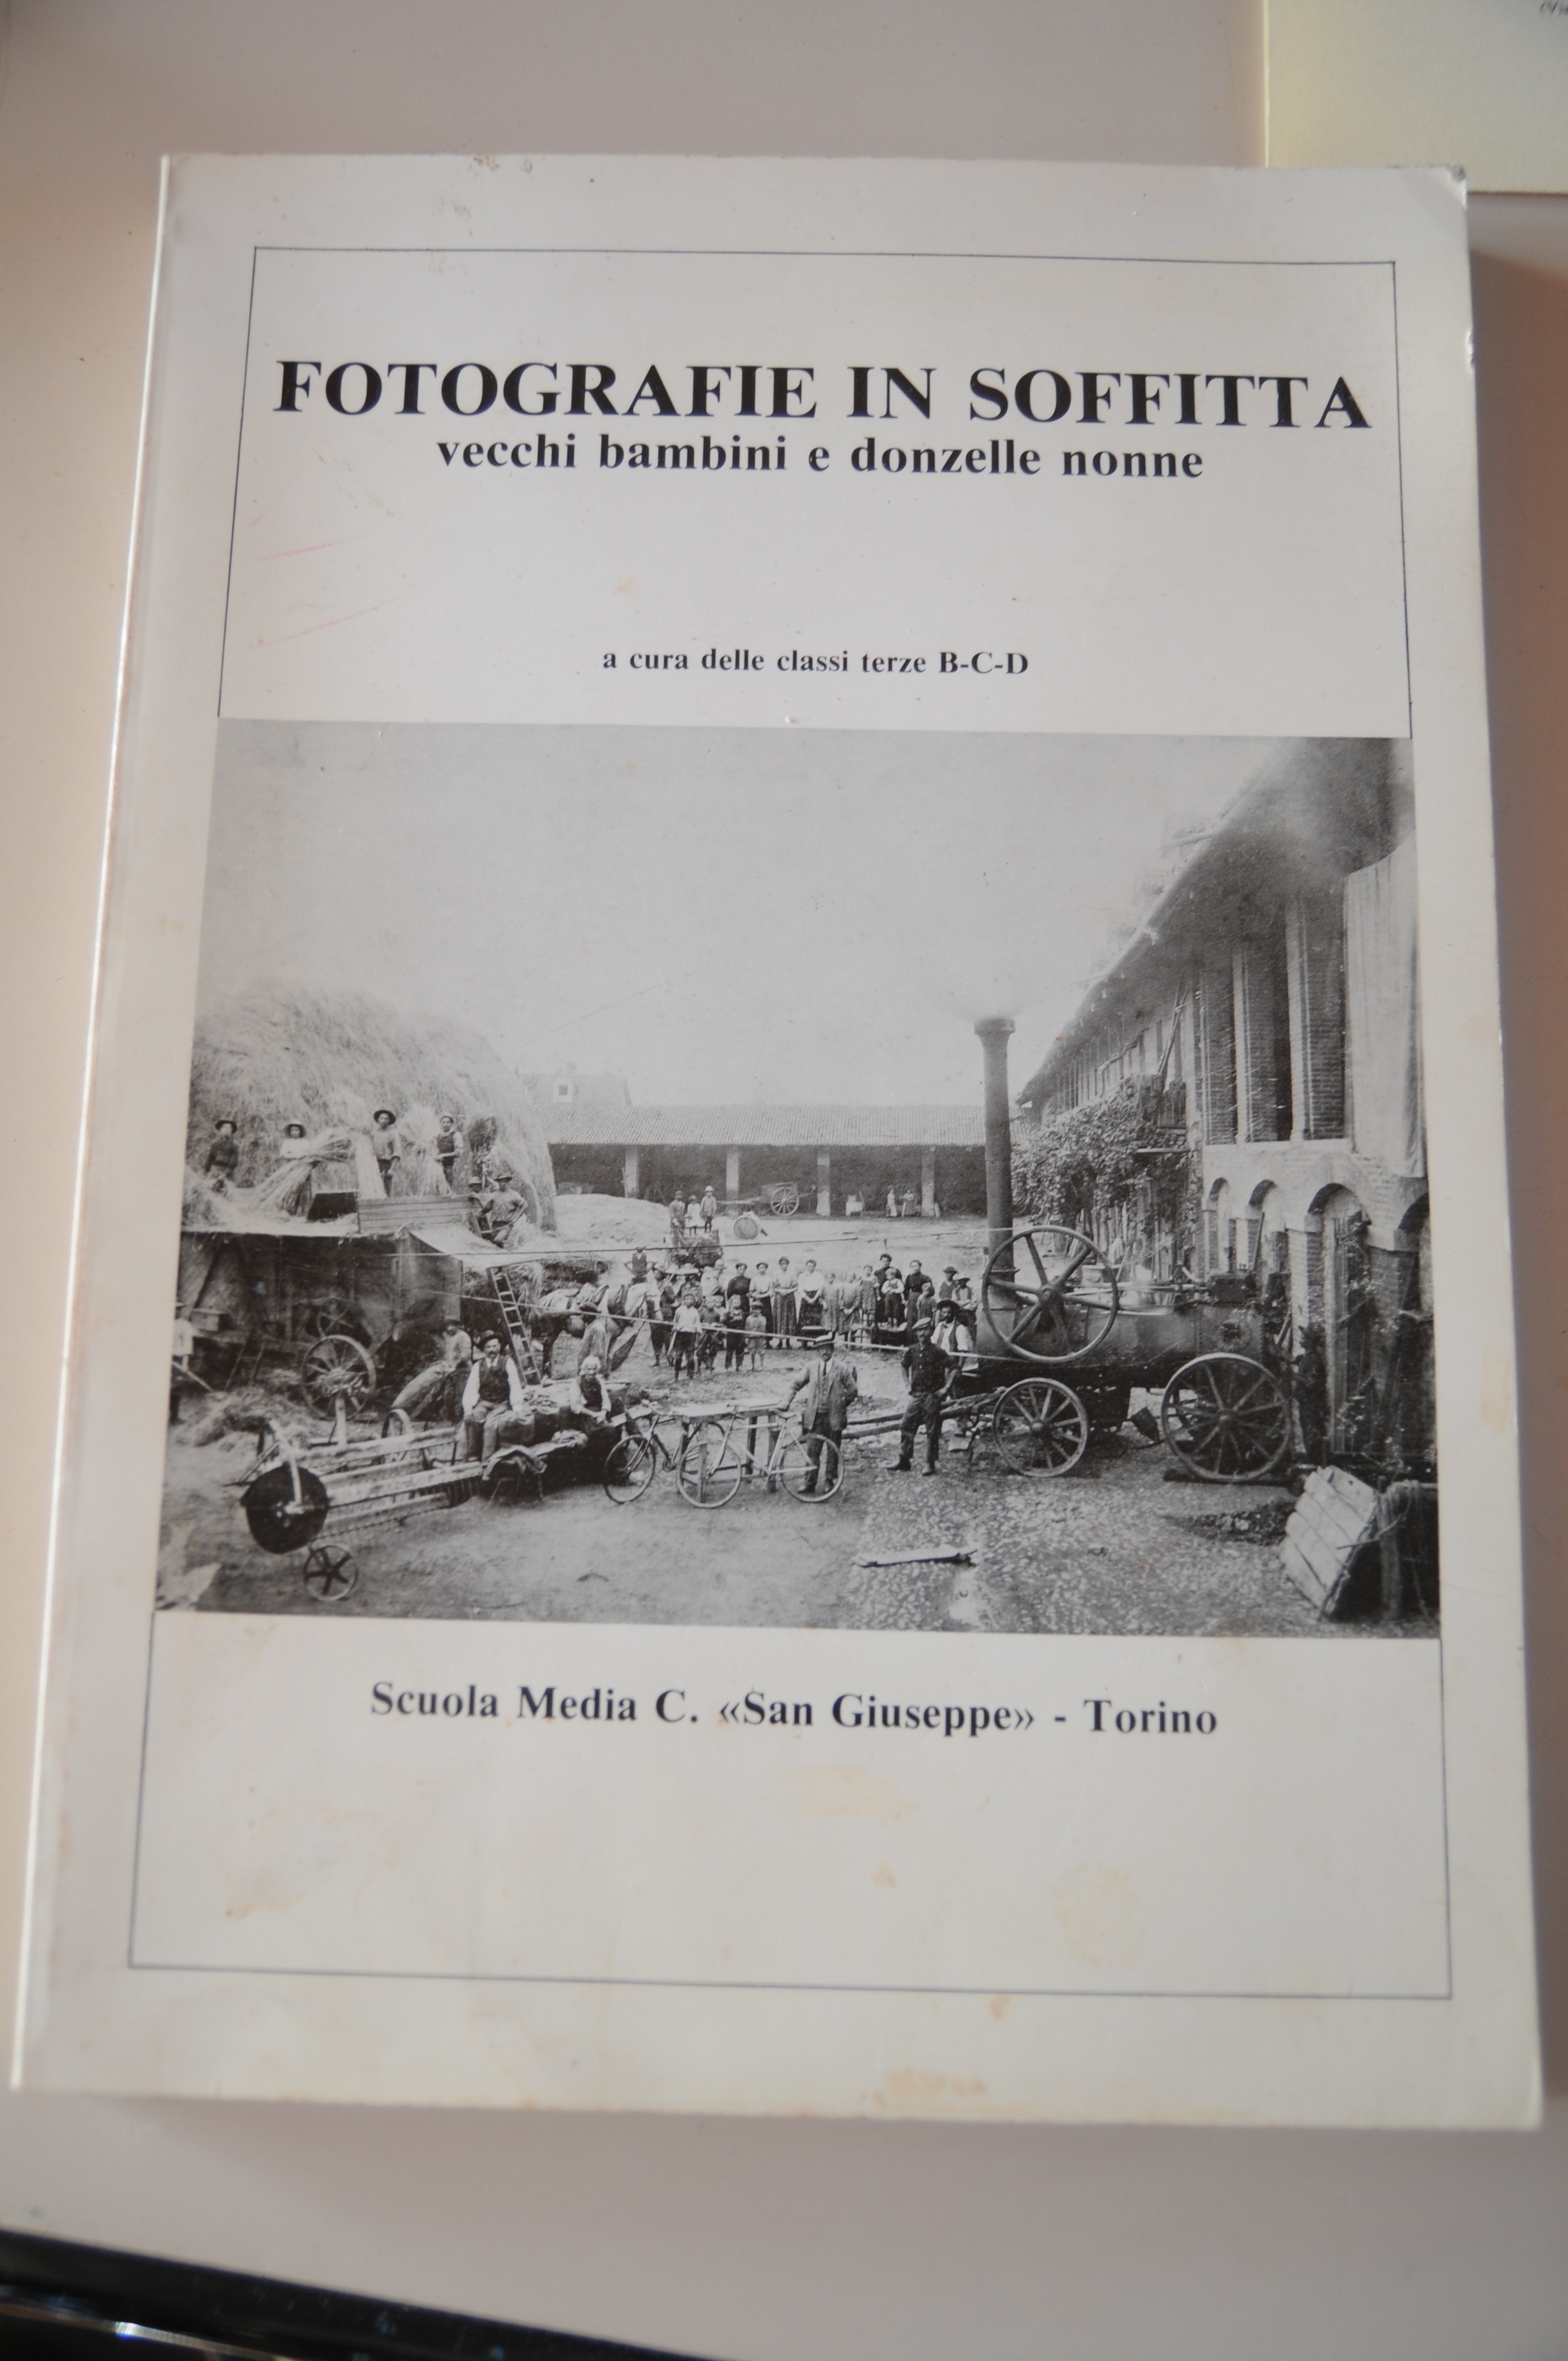 FOTOGRAFIE IN SOFFITTA
vecchi bambini e donzelle nonne
a cura delle classi terze B-C-D
Scuola Media C. «San Giuseppe» - Torino